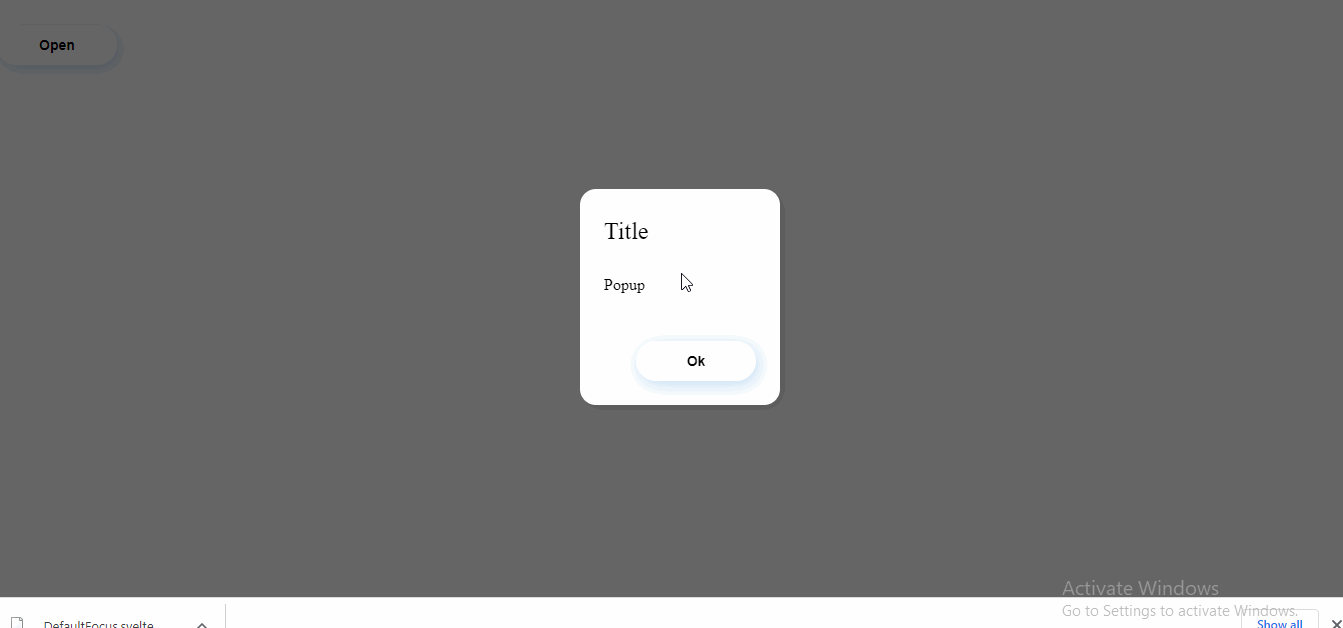 Open
Title
Popup
Ok
Activate Windows
Go to Settings to activate Windows.
DefaultFocus.svelte
Show all